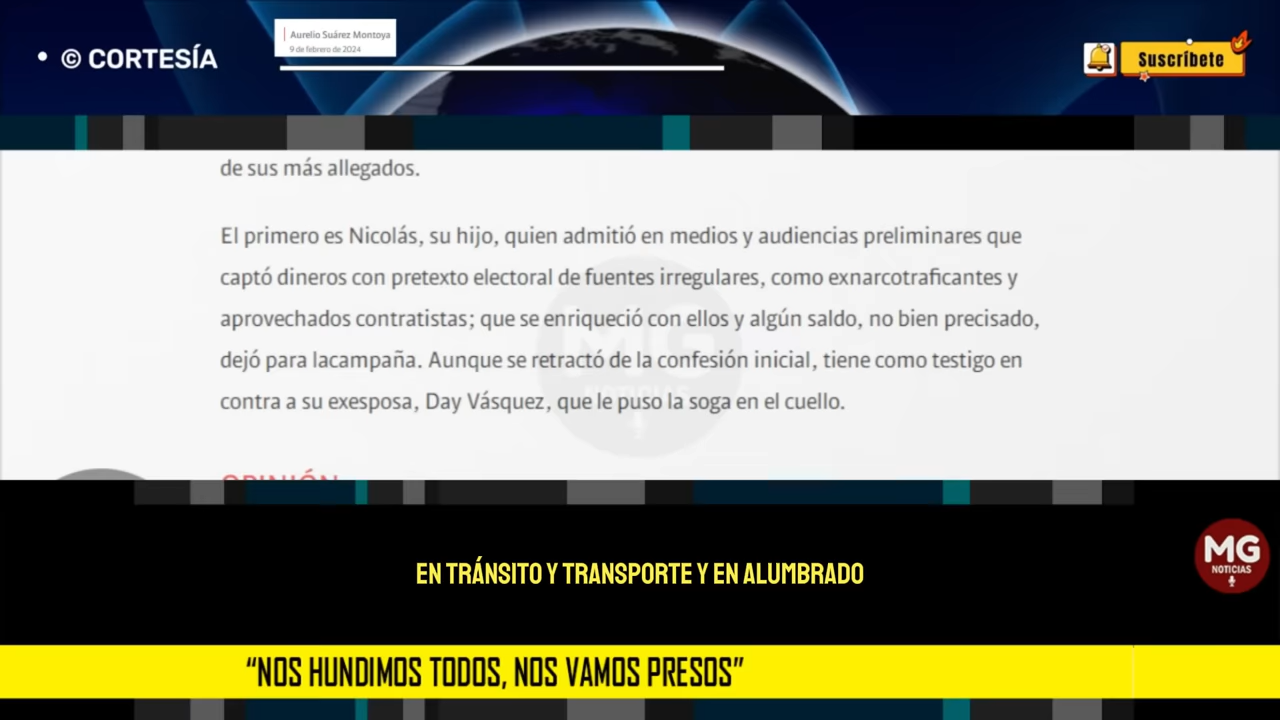 • © CORTESÍA
Aurelio Suárez Montoya
9 de febrero de 2024
Suscríbete
de sus más allegados.
El primero es Nicolás, su hijo, quien admitió en medios y audiencias preliminares que
captó dineros con pretexto electoral de fuentes irregulares, como exnarcotraficantes y
aprovechados contratistas; que se enriqueció con ellos y algún saldo, no bien precisado,
dejó para lacampaña. Aunque se retractó de la confesión inicial, tiene como testigo en
contra a su exesposa, Day Vásquez, que le puso la soga en el cuello.
OPINIÓN
MG
NOTICIAS
EN TRÁNSITO Y TRANSPORTE Y EN ALUMBRADO
MG
NOTICIAS
“NOS HUNDIMOS TODOS, NOS VAMOS PRESOS”